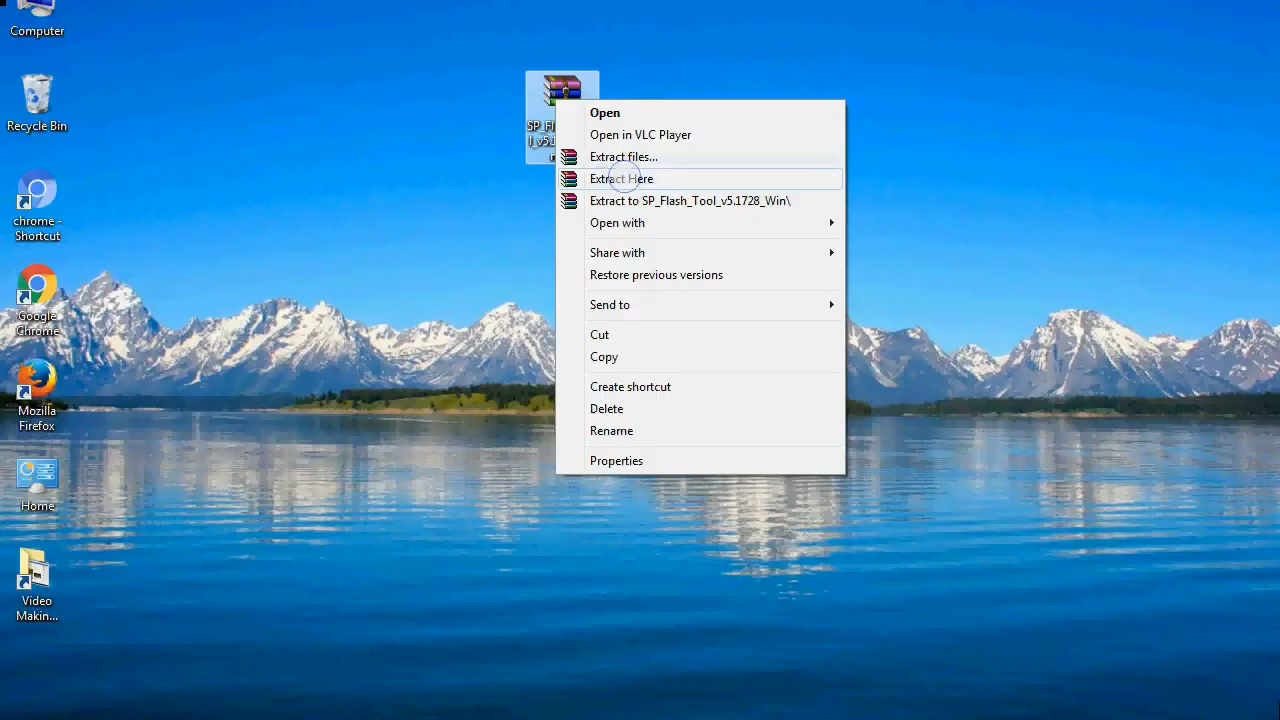 Computer
Recycle Bin
chrome -
Shortcut
Google
Chrome
Mozilla
Firefox
Home
Video
Makin...
Open
Open in VLC Player
Extract files...
Extract Here
Extract to SP_Flash_Tool_v5.1728_Win\
Open with
Share with
Restore previous versions
Send to
Cut
Copy
Create shortcut
Delete
Rename
Properties